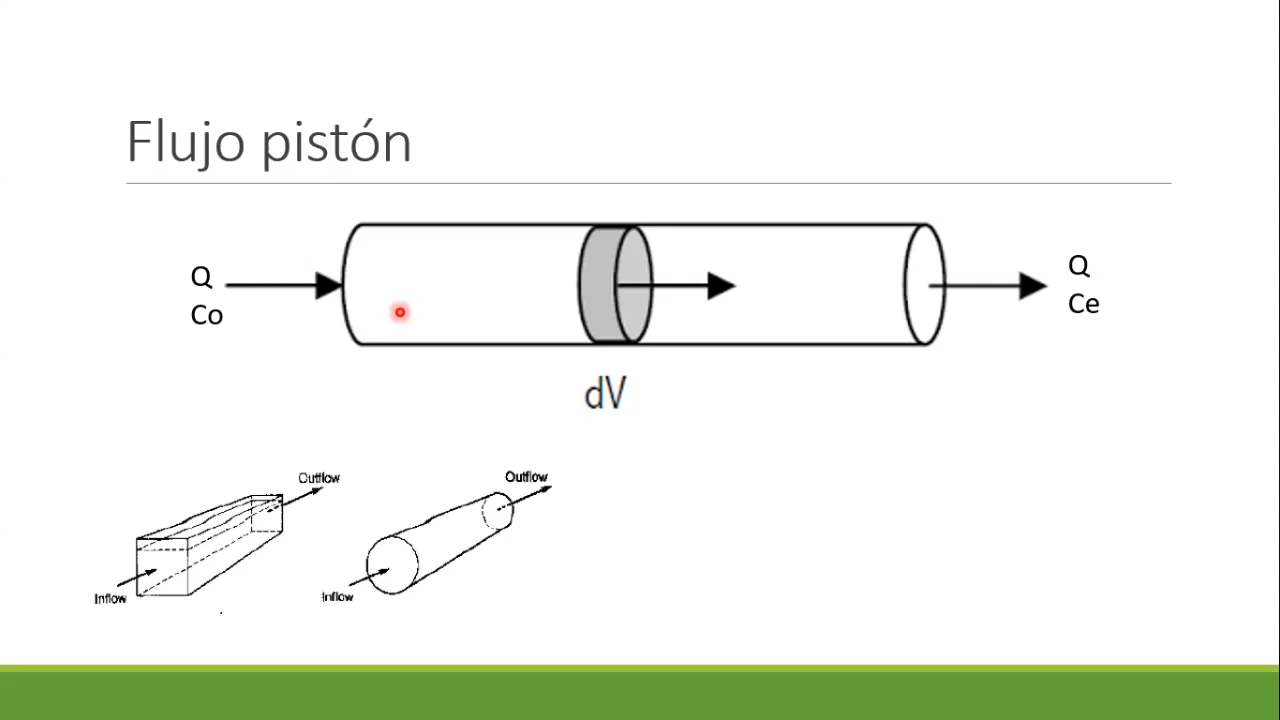 Flujo pistón
Q
Co
Q
Ce
dV
Outflow
Inflow
Outflow
Inflow